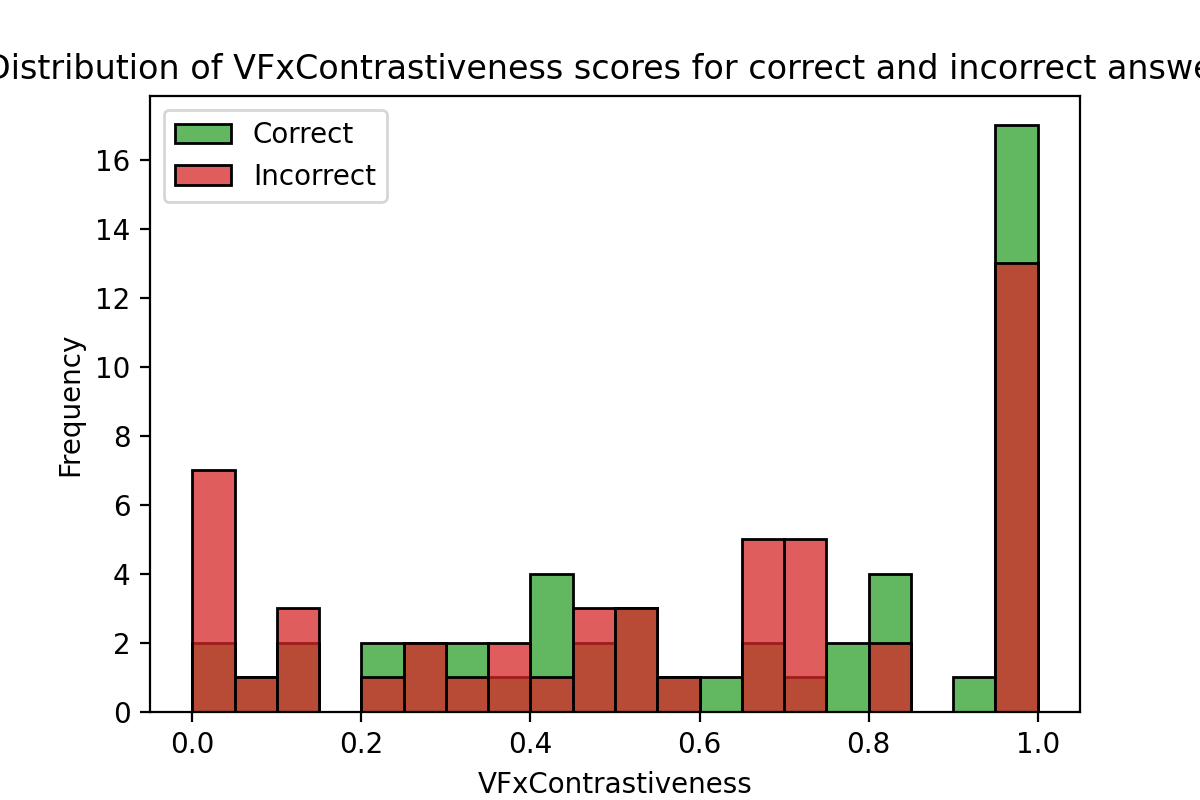 Distribution of VFxContrastiveness scores for correct and incorrect answe
Correct
Incorrect
16
14
12
10
8
6
4
2
0
Frequency
0.0 0.2 0.4 0.6 0.8 1.0
VFxContrastiveness